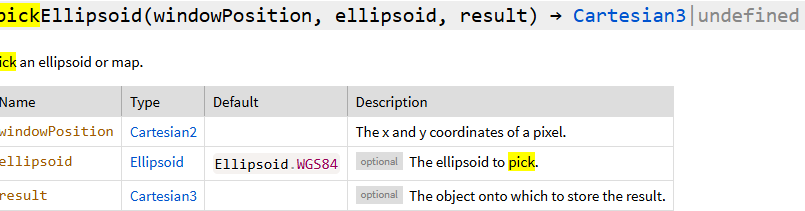 pickEllipsoid(windowPosition, ellipsoid, result) → Cartesian3|undefined
ick an ellipsoid or map.
Name Type Default Description
windowPosition Cartesian2 The x and y coordinates of a pixel.
ellipsoid Ellipsoid Ellipsoid.WGS84 optional The ellipsoid to pick.
result Cartesian3 optional The object onto which to store the result.